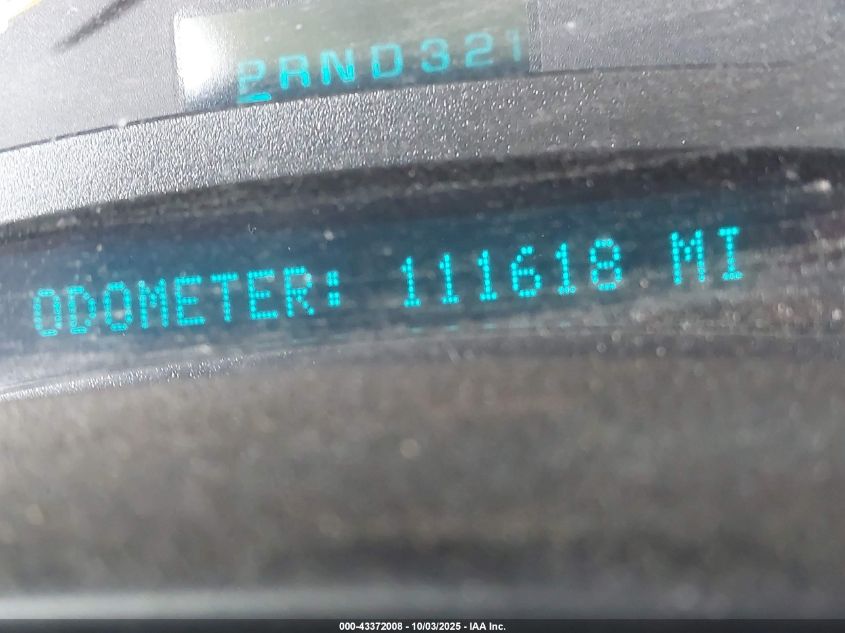 PRND321
ODOMETER: 111618 MI
000-43372008 - 10/03/2025 - IAA Inc.